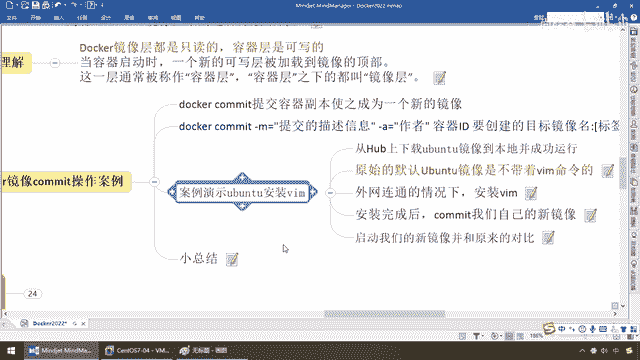 Mindjet MindManager - Docker2022.mmap
Docker镜像层都是只读的，容器层是可写的
理解
当容器启动时，一个新的可写层被加载到镜像的顶部。
这一层通常被称作“容器层”，“容器层”之下的都叫“镜像层”。
docker commit提交容器副本使之成为一个新的镜像
docker commit -m="提交的描述信息" -a="作者" 容器ID 要创建的目标镜像名:[标签
从Hub上下载ubuntu镜像到本地并成功运行
原始的默认Ubuntu镜像是不带着vim命令的
r镜像commit操作案例
案例演示ubuntu安装vim
外网连通的情况下，安装vim
安装完成后，commit我们自己的新镜像
启动我们的新镜像并和原来的对比
小总结
24
Docker2022*
Mindjet MindMa...
CentOS7-04 - VM...
无标题 - 画图